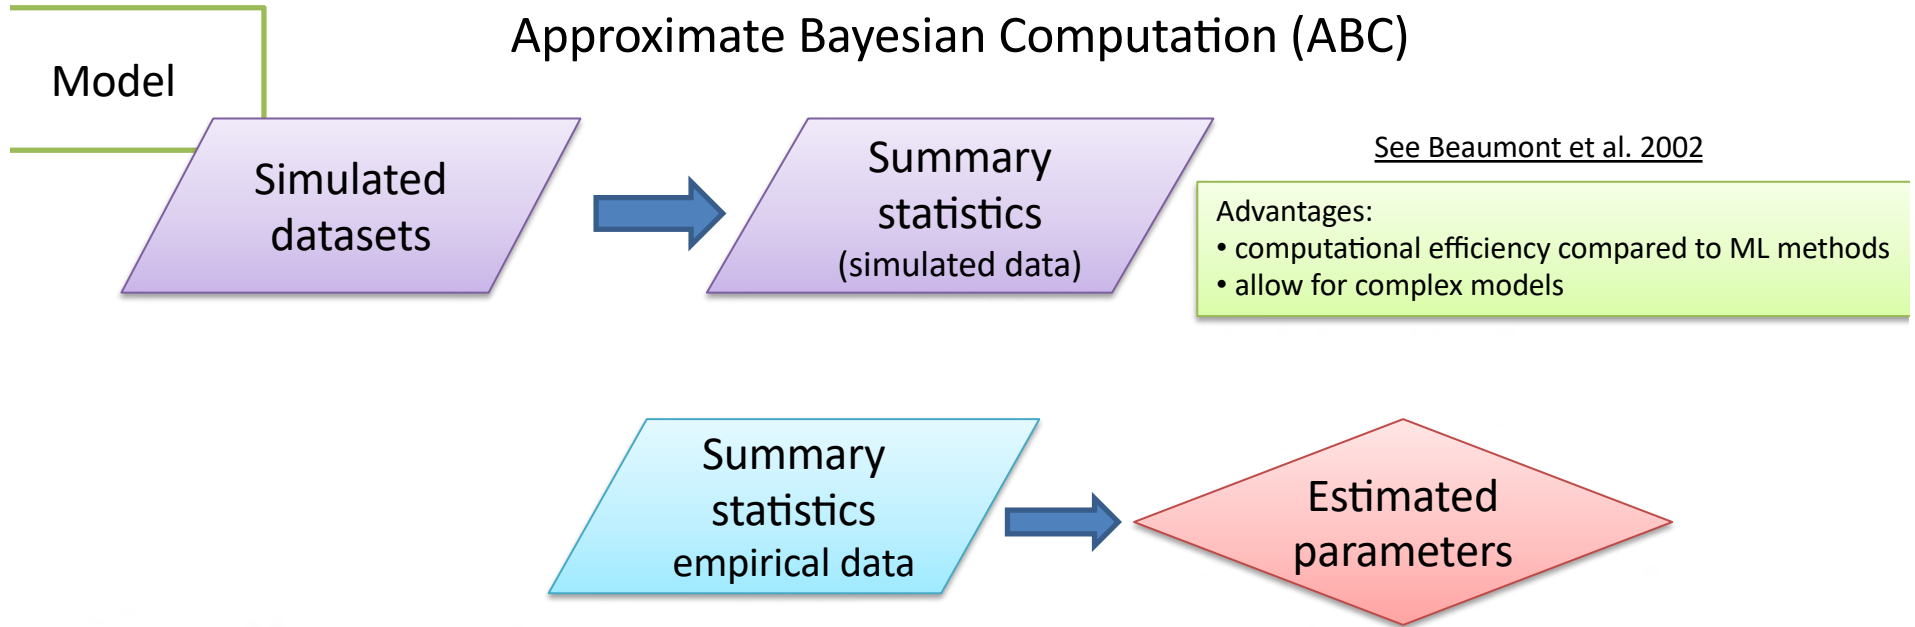 Approximate Bayesian Computation (ABC)
Model
Simulated
datasets
Summary
statistics
(simulated data)
See Beaumont et al. 2002
Advantages:
• computational efficiency compared to ML methods
• allow for complex models
Summary
statistics
empirical data
Estimated
parameters